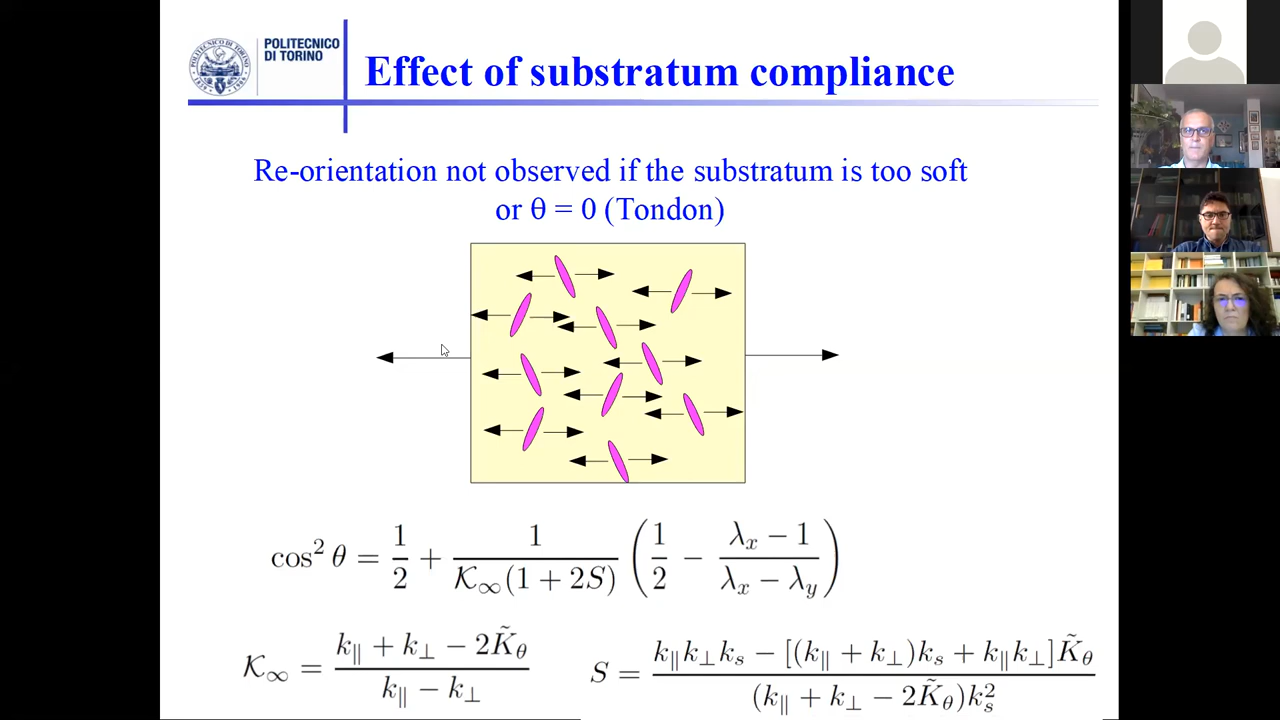 POLITECNICO
DI TORINO
Effect of substratum compliance
Re-orientation not observed if the substratum is too soft
or θ = 0 (Tondon)
cos² θ = 1/2 + 1/(𝒦∞(1 + 2S)) (1/2 − (λx − 1)/(λx − λy))
𝒦∞ = (k∥ + k⊥ − 2K̃θ)/(k∥ − k⊥)
S = (k∥k⊥ks − [(k∥ + k⊥)ks + k∥k⊥]K̃θ)/((k∥ + k⊥ − 2K̃θ)ks²)